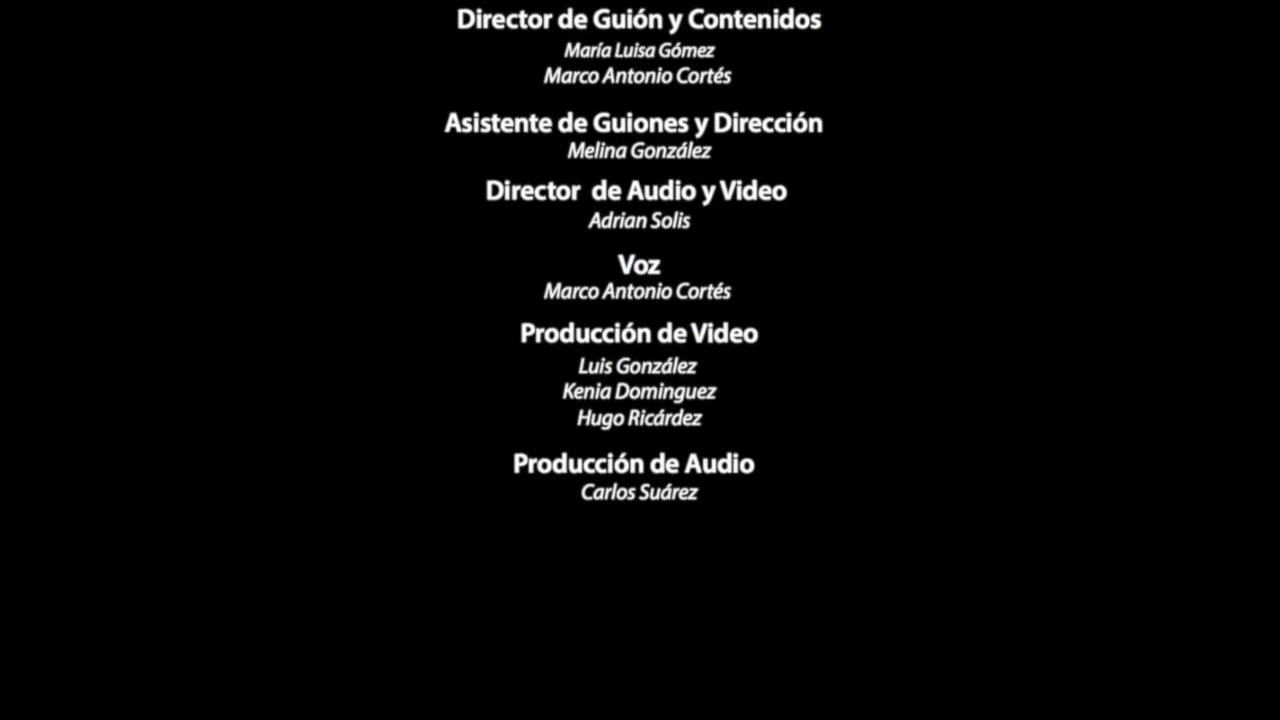 Director de Guión y Contenidos
María Luisa Gómez
Marco Antonio Cortés
Asistente de Guiones y Dirección
Melina González
Director de Audio y Video
Adrian Solis
Voz
Marco Antonio Cortés
Producción de Video
Luis González
Kenia Dominguez
Hugo Ricárdez
Producción de Audio
Carlos Suárez